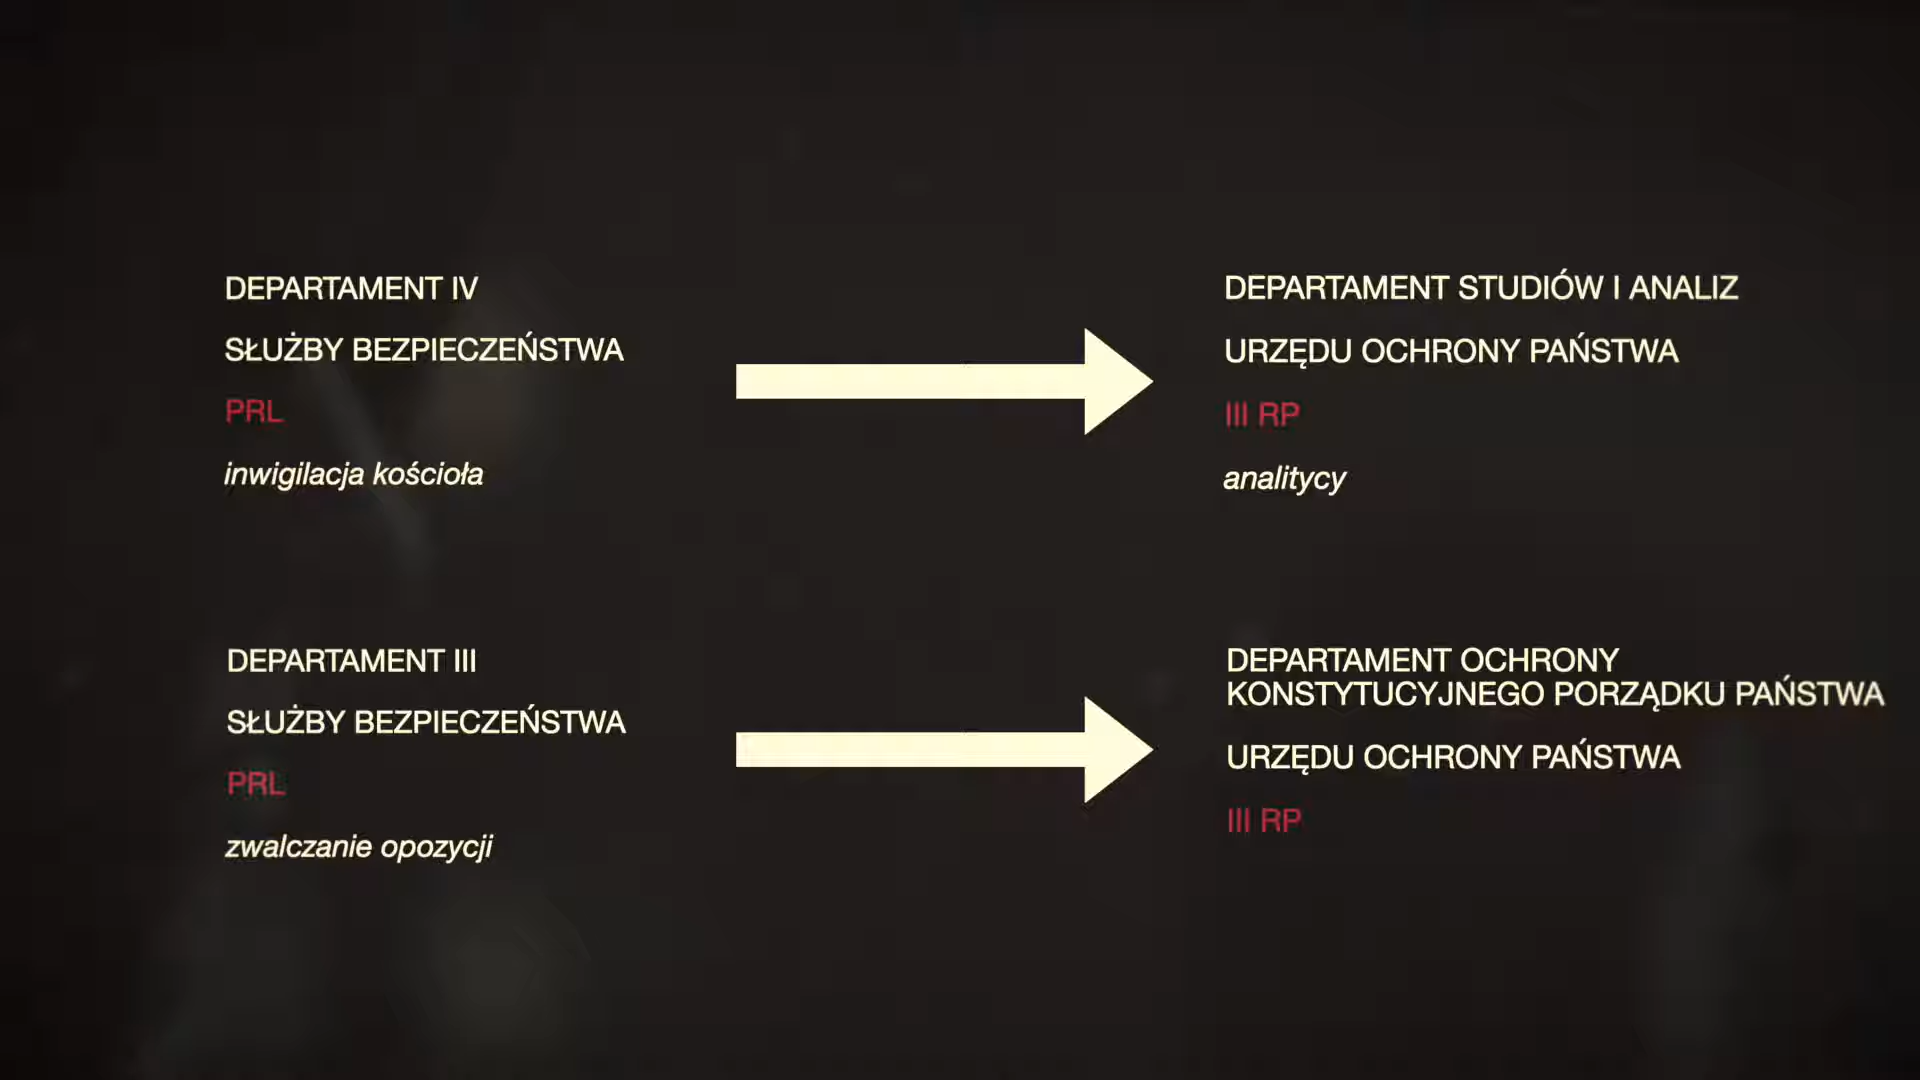 DEPARTAMENT IV
SŁUŻBY BEZPIECZEŃSTWA
PRL
inwigilacja kościoła
DEPARTAMENT STUDIÓW I ANALIZ
URZĘDU OCHRONY PAŃSTWA
III RP
analitycy
DEPARTAMENT III
SŁUŻBY BEZPIECZEŃSTWA
PRL
zwalczanie opozycji
DEPARTAMENT OCHRONY
KONSTYTUCYJNEGO PORZĄDKU PAŃSTWA
URZĘDU OCHRONY PAŃSTWA
III RP